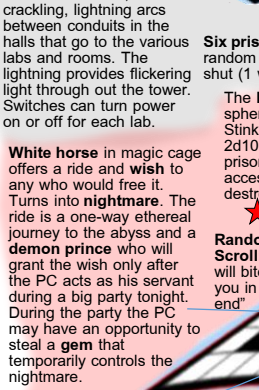 crackling, lightning arcs
between conduits in the
halls that go to the various
labs and rooms. The
lightning provides flickering
light through out the tower.
Switches can turn power
on or off for each lab.
White horse in magic cage
offers a ride and wish to
any who would free it.
Turns into nightmare. The
ride is a one-way ethereal
journey to the abyss and a
demon prince who will
grant the wish only after
the PC acts as his servant
during a big party tonight.
During the party the PC
may have an opportunity to
steal a gem that
temporarily controls the
nightmare.
Six pris
random
shut (1
The
sphe
Stink
2d10
prison
acces
destr
Rando
Scroll
will bit
you in
end”